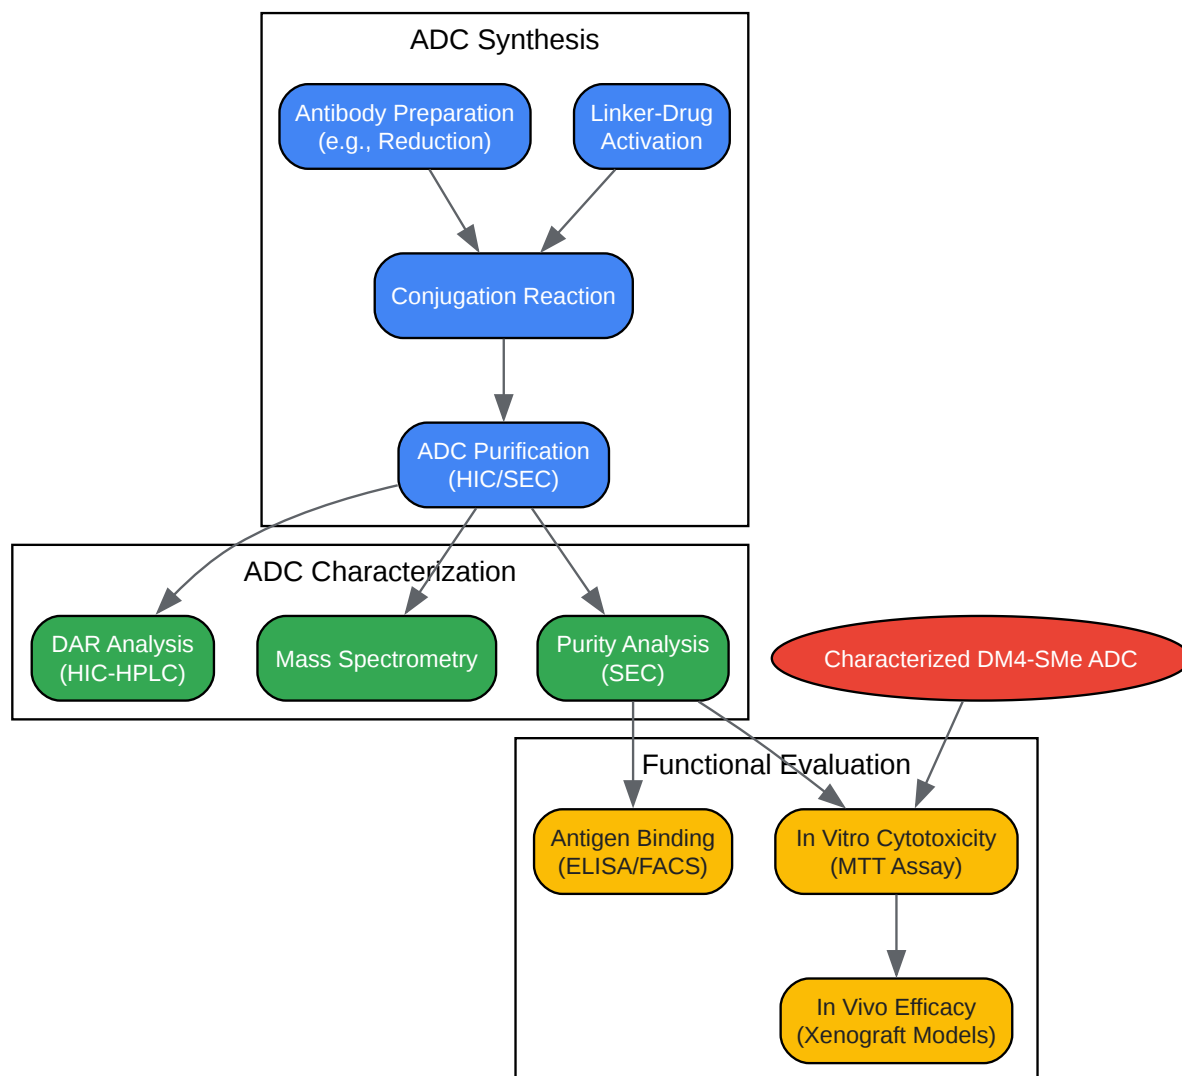 ADC Synthesis
Antibody Preparation
(e.g., Reduction)
Linker-Drug
Activation
Conjugation Reaction
ADC Purification
(HIC/SEC)
ADC Characterization
DAR Analysis
(HIC-HPLC)
Mass Spectrometry
Purity Analysis
(SEC)
Characterized DM4-SMe ADC
Functional Evaluation
Antigen Binding
(ELISA/FACS)
In Vitro Cytotoxicity
(MTT Assay)
In Vivo Efficacy
(Xenograft Models)